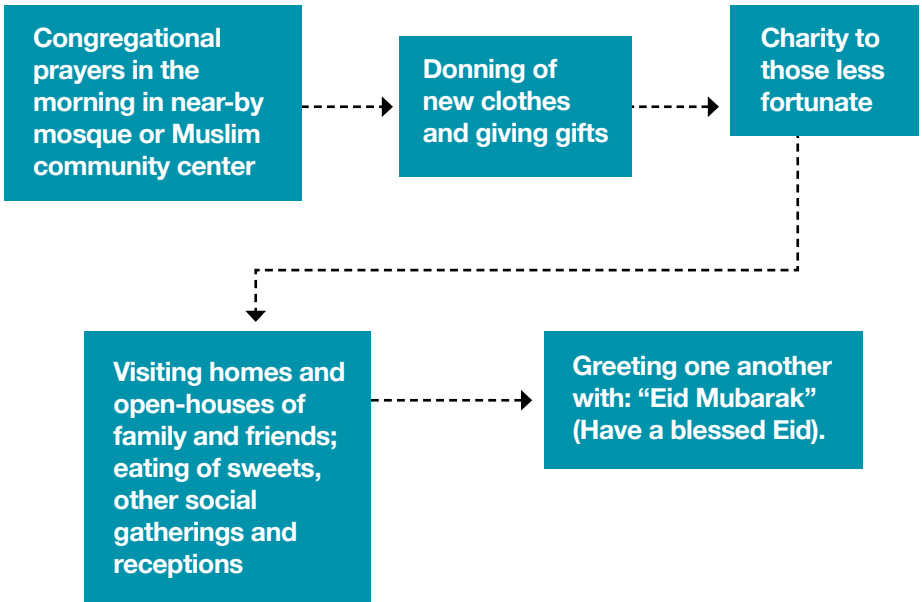 Congregational
prayers in the
morning in near-by
mosque or Muslim
community center
Donning of
new clothes
and giving gifts
Charity to
those less
fortunate
Visiting homes and
open-houses of
family and friends;
eating of sweets,
other social
gatherings and
receptions
Greeting one another
with: “Eid Mubarak”
(Have a blessed Eid).